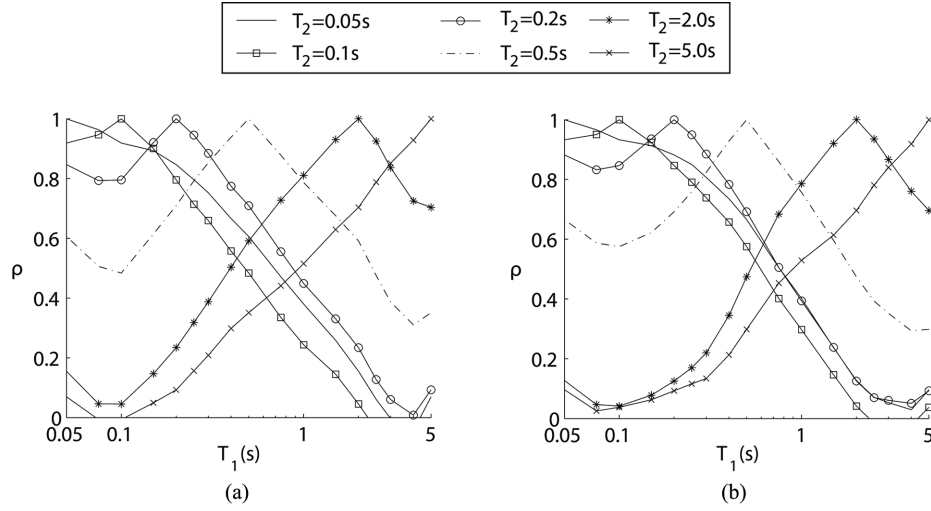 T2=0.05s T2=0.2s T2=2.0s
T2=0.1s T2=0.5s T2=5.0s
1 1
0.8 0.8
0.6 0.6
ρ ρ
0.4 0.4
0.2 0.2
0 0
0.05 0.1 1 5 0.05 0.1 1 5
T1(s) T1(s)
(a) (b)